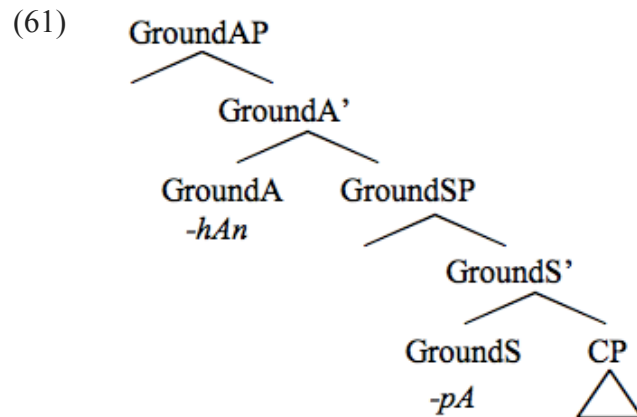 (61)
GroundAP
GroundA’
GroundA GroundSP
-hAn
GroundS’
GroundS CP
-pA